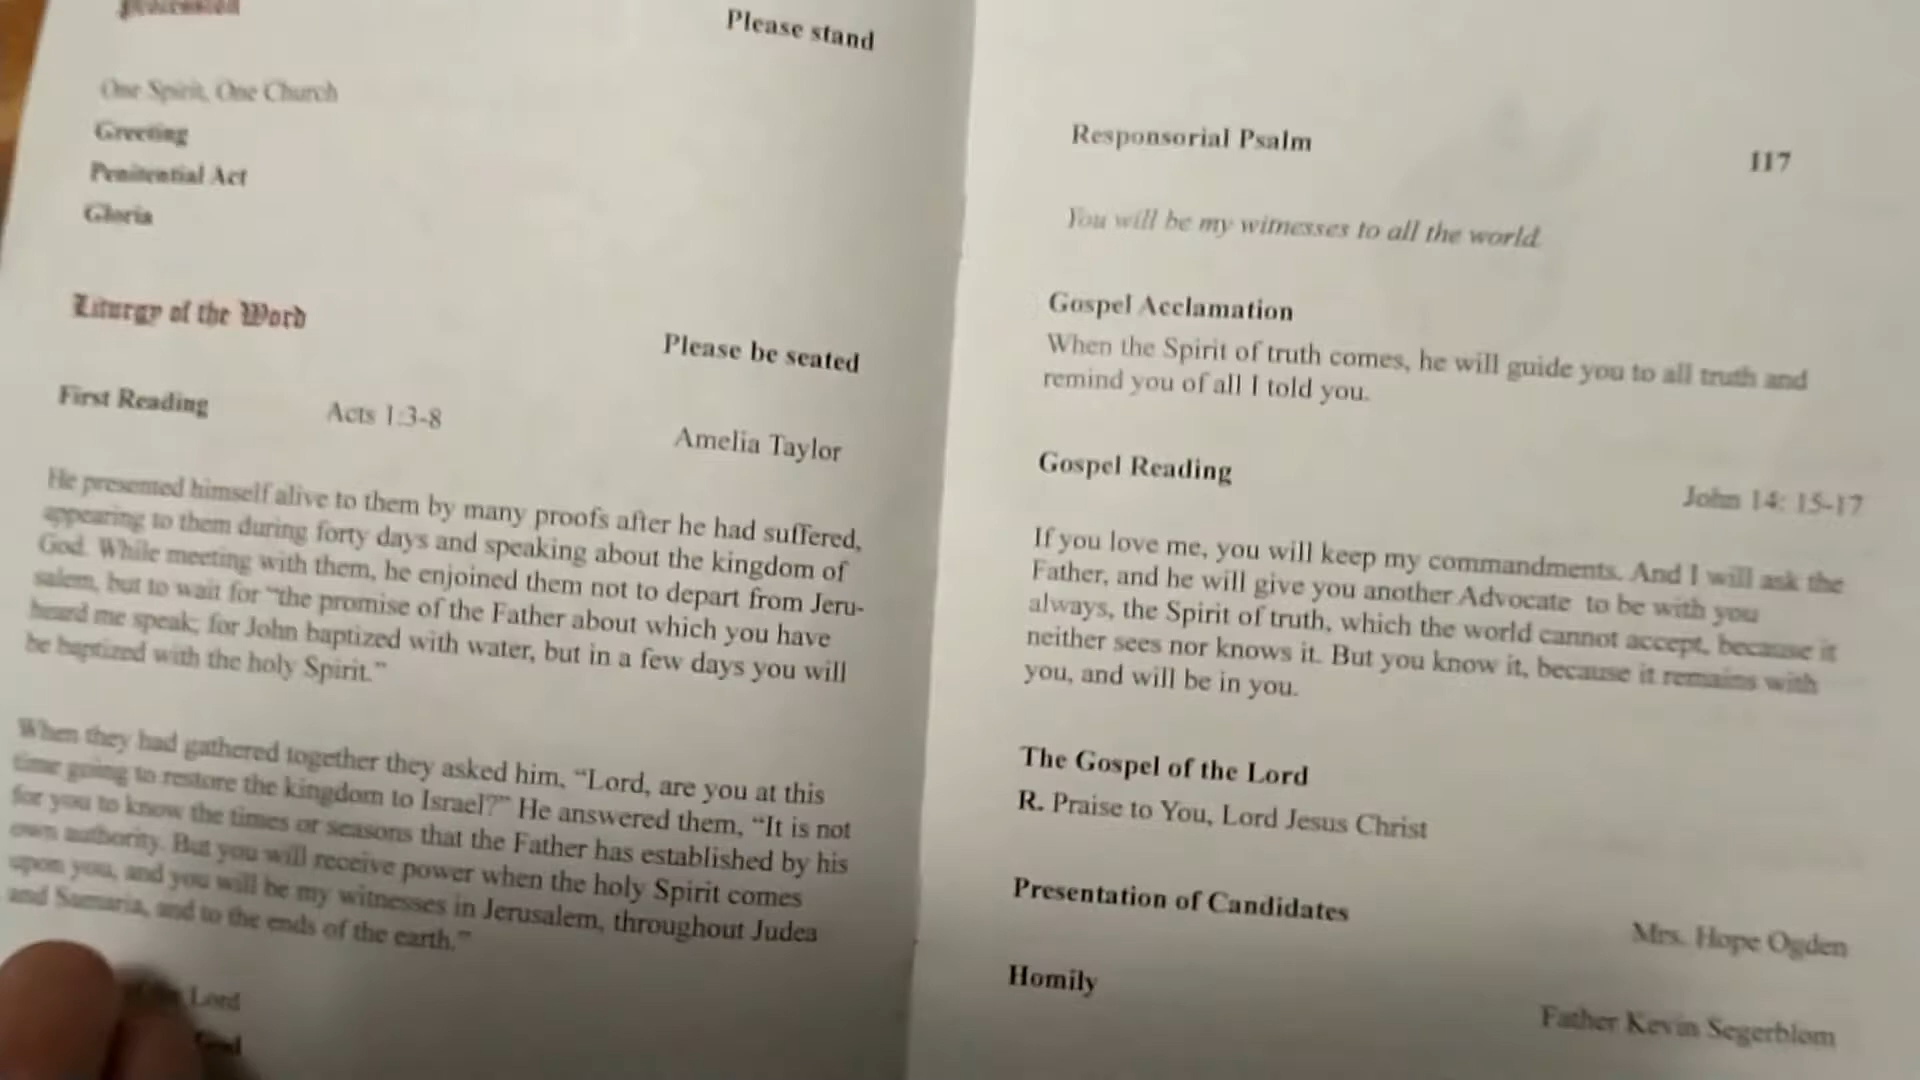 Procession
Please stand
One Spirit, One Church
Greeting
Penitential Act
Gloria
Liturgy of the Word
Please be seated
First Reading Acts 1:3-8
Amelia Taylor
He presented himself alive to them by many proofs after he had suffered,
appearing to them during forty days and speaking about the kingdom of
God. While meeting with them, he enjoined them not to depart from Jeru-
salem, but to wait for "the promise of the Father about which you have
heard me speak; for John baptized with water, but in a few days you will
be baptized with the holy Spirit."
When they had gathered together they asked him, "Lord, are you at this
time going to restore the kingdom to Israel?" He answered them, "It is not
for you to know the times or seasons that the Father has established by his
own authority. But you will receive power when the holy Spirit comes
upon you, and you will be my witnesses in Jerusalem, throughout Judea
and Samaria, and to the ends of the earth."
Lord
God
Responsorial Psalm
117
You will be my witnesses to all the world.
Gospel Acclamation
When the Spirit of truth comes, he will guide you to all truth and
remind you of all I told you.
Gospel Reading
John 14: 15-17
If you love me, you will keep my commandments. And I will ask the
Father, and he will give you another Advocate to be with you
always, the Spirit of truth, which the world cannot accept, because it
neither sees nor knows it. But you know it, because it remains with
you, and will be in you.
The Gospel of the Lord
R. Praise to You, Lord Jesus Christ
Presentation of Candidates
Mrs. Hope Ogden
Homily
Father Kevin Segerblom